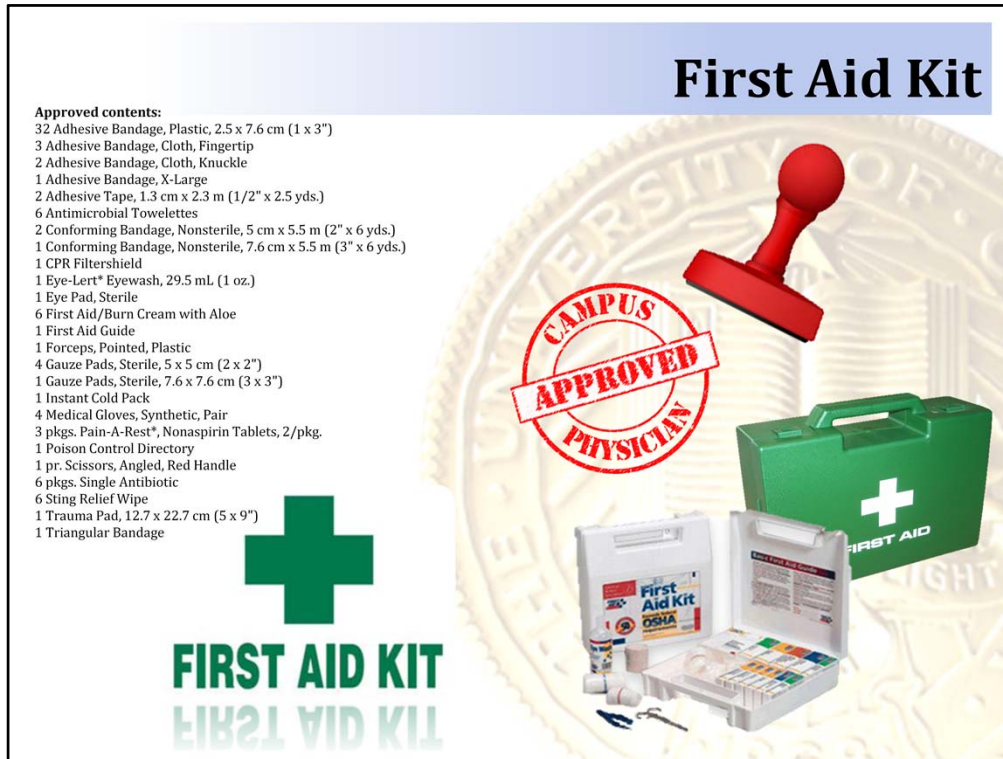 First Aid Kit
Approved contents:
32 Adhesive Bandage, Plastic, 2.5 x 7.6 cm (1 x 3")
3 Adhesive Bandage, Cloth, Fingertip
2 Adhesive Bandage, Cloth, Knuckle
1 Adhesive Bandage, X-Large
2 Adhesive Tape, 1.3 cm x 2.3 m (1/2" x 2.5 yds.)
6 Antimicrobial Towelettes
2 Conforming Bandage, Nonsterile, 5 cm x 5.5 m (2" x 6 yds.)
1 Conforming Bandage, Nonsterile, 7.6 cm x 5.5 m (3" x 6 yds.)
1 CPR Filtershield
1 Eye-Lert* Eyewash, 29.5 mL (1 oz.)
1 Eye Pad, Sterile
6 First Aid/Burn Cream with Aloe
1 First Aid Guide
1 Forceps, Pointed, Plastic
4 Gauze Pads, Sterile, 5 x 5 cm (2 x 2")
1 Gauze Pads, Sterile, 7.6 x 7.6 cm (3 x 3")
1 Instant Cold Pack
4 Medical Gloves, Synthetic, Pair
3 pkgs. Pain-A-Rest*, Nonaspirin Tablets, 2/pkg.
1 Poison Control Directory
1 pr. Scissors, Angled, Red Handle
6 pkgs. Single Antibiotic
6 Sting Relief Wipe
1 Trauma Pad, 12.7 x 22.7 cm (5 x 9")
1 Triangular Bandage
CAMPUS
APPROVED
PHYSICIAN
UNIVERSITY OF
LIGHT
FIRST AID
Basic First Aid Guide
First
Aid Kit
OSHA
FIRST AID KIT